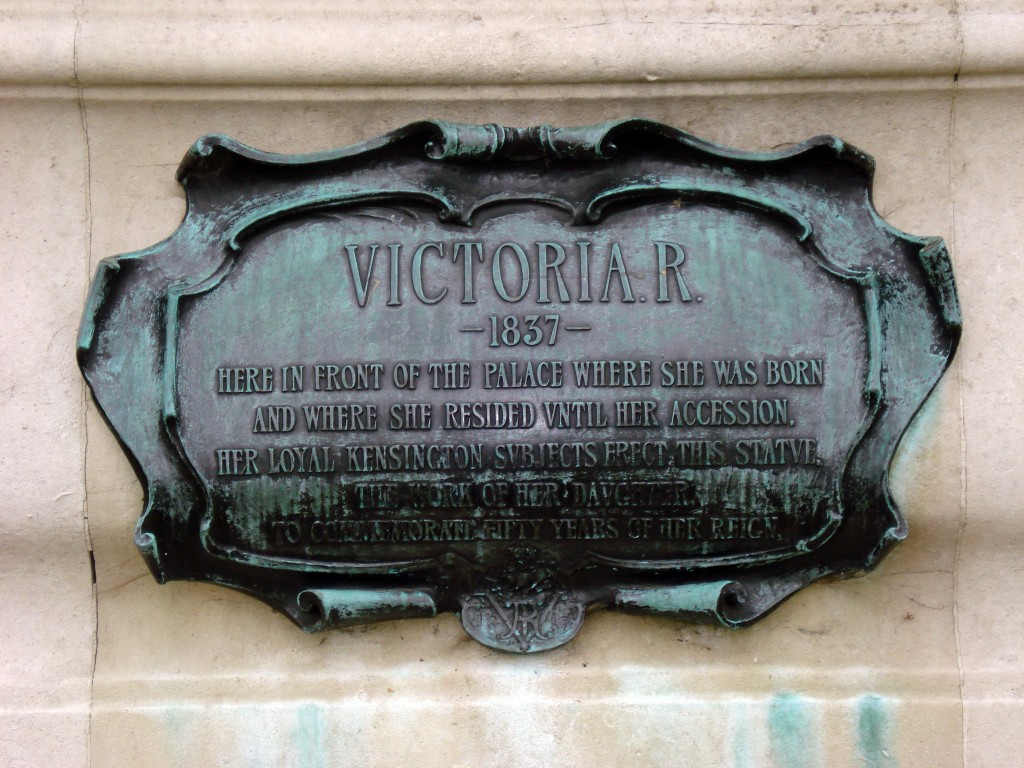 VICTORIA.R.
–1837–
HERE IN FRONT OF THE PALACE WHERE SHE WAS BORN
AND WHERE SHE RESIDED VNTIL HER ACCESSION,
HER LOYAL KENSINGTON SVBJECTS ERECT THIS STATVE,
THE WORK OF HER DAVGHTER,
TO COMMEMORATE FIFTY YEARS OF HER REIGN.